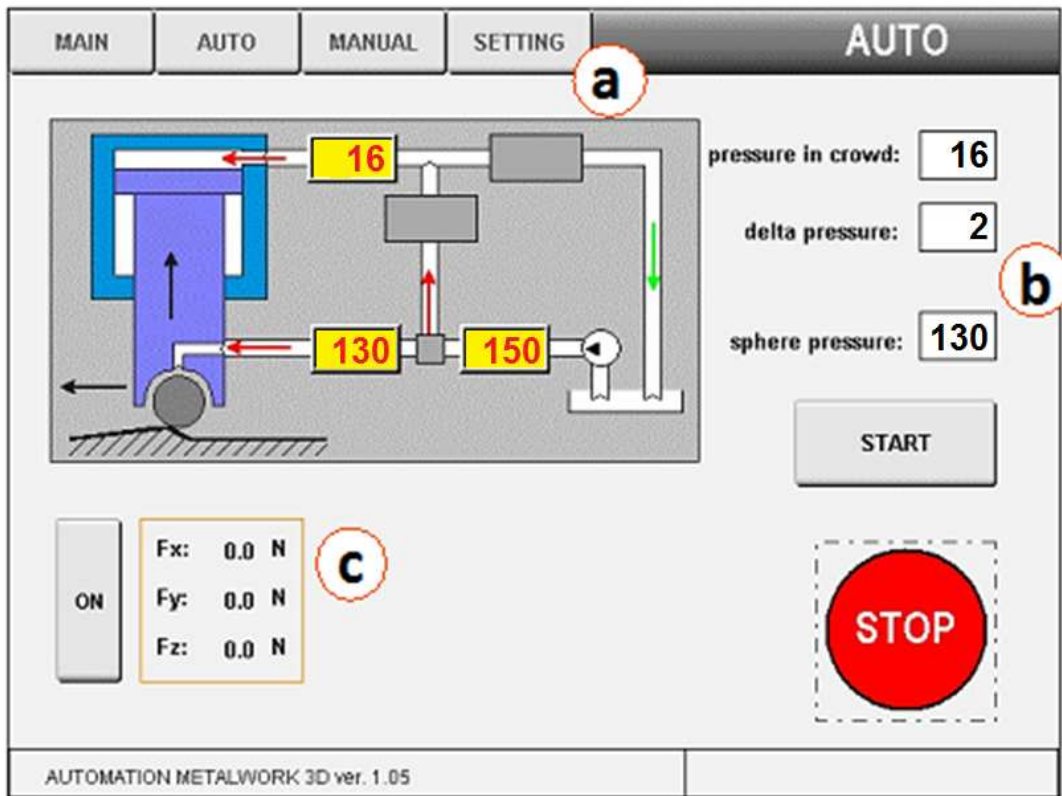 MAIN AUTO MANUAL SETTING AUTO
a
16
130 150
pressure in crowd: 16
delta pressure: 2
b
sphere pressure: 130
START
ON
Fx: 0.0 N
Fy: 0.0 N
Fz: 0.0 N
c
STOP
AUTOMATION METALWORK 3D ver. 1.05